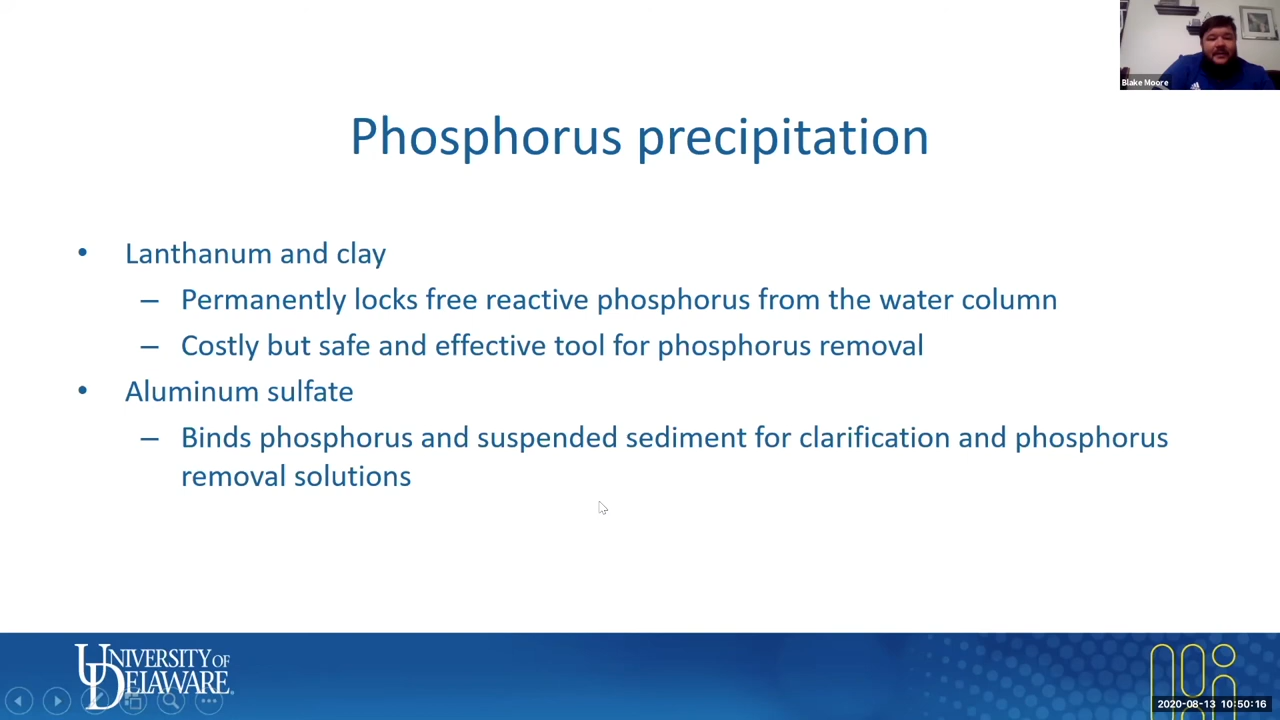 Blake Moore
Phosphorus precipitation
• Lanthanum and clay
– Permanently locks free reactive phosphorus from the water column
– Costly but safe and effective tool for phosphorus removal
• Aluminum sulfate
– Binds phosphorus and suspended sediment for clarification and phosphorus
removal solutions
UNIVERSITY OF
DELAWARE
2020-08-13 10:50:16